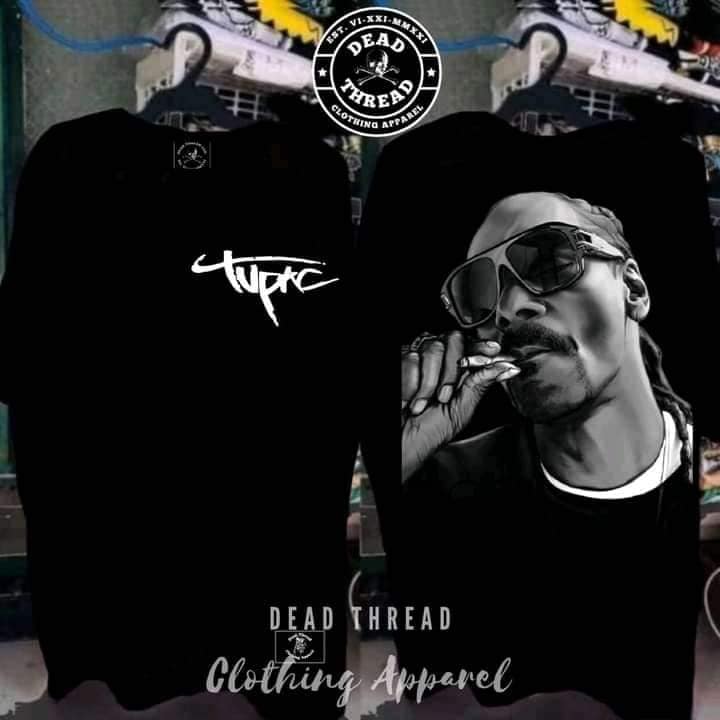 EST. VI-XXI-MMXXI
DEAD
THREAD
CLOTHING APPAREL
Tupac
DEAD THREAD
Clothing Apparel